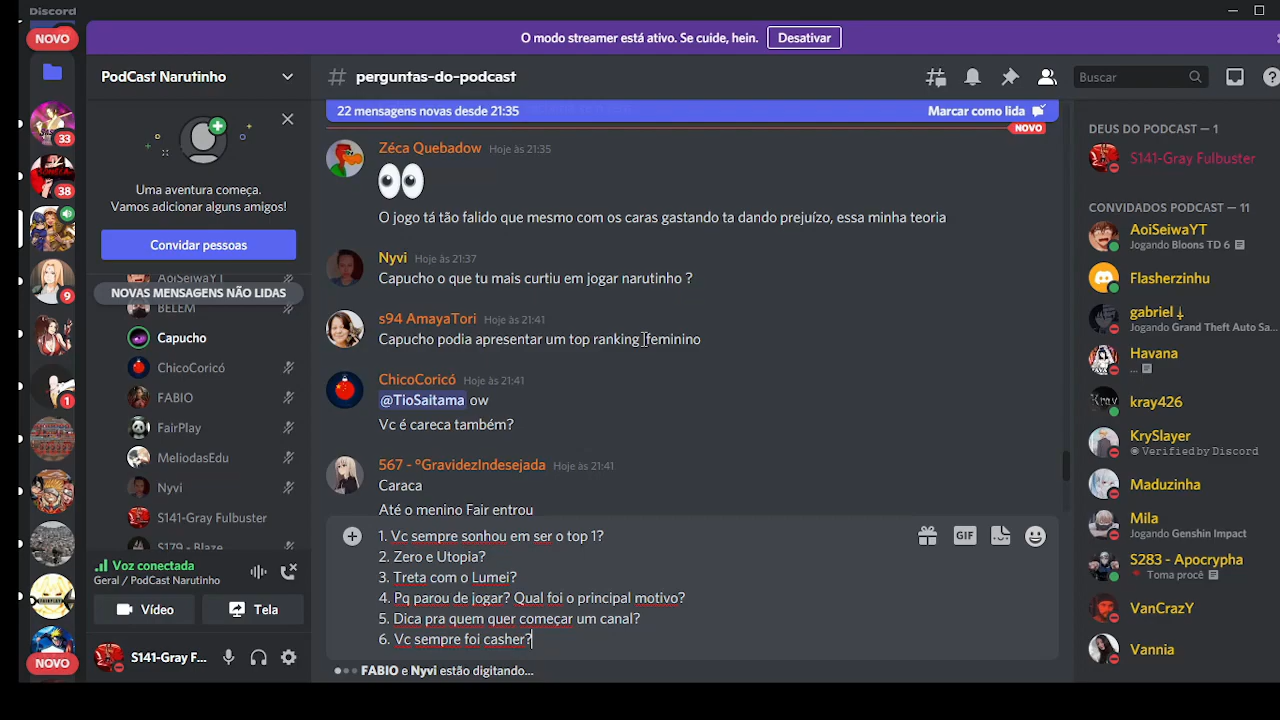 Discord
NOVO
O modo streamer está ativo. Se cuide, hein.
Desativar
PodCast Narutinho
perguntas-do-podcast
Buscar
22 mensagens novas desde 21:35
Marcar como lida
NOVO
33
38
9
1
NOVO
Uma aventura começa.
Vamos adicionar alguns amigos!
Convidar pessoas
AoiSeiwaYT
NOVAS MENSAGENS NÃO LIDAS
BELEM
Capucho
ChicoCoricó
FABIO
FairPlay
MeliodasEdu
Nyvi
S141-Gray Fulbuster
S179 - Blaze
Voz conectada
Geral / PodCast Narutinho
Vídeo
Tela
S141-Gray F...
Zéca Quebadow Hoje às 21:35
O jogo tá tão falido que mesmo com os caras gastando ta dando prejuízo, essa minha teoria
Nyvi Hoje às 21:37
Capucho o que tu mais curtiu em jogar narutinho ?
s94 AmayaTori Hoje às 21:41
Capucho podia apresentar um top ranking feminino
ChicoCoricó Hoje às 21:41
@TioSaitama ow
Vc é careca também?
567 - ºGravidezIndesejada Hoje às 21:41
Caraca
Até o menino Fair entrou
1. Vc sempre sonhou em ser o top 1?
2. Zero e Utopia?
3. Treta com o Lumei?
4. Pq parou de jogar? Qual foi o principal motivo?
5. Dica pra quem quer começar um canal?
6. Vc sempre foi casher?
GIF
FABIO e Nyvi estão digitando...
DEUS DO PODCAST — 1
S141-Gray Fulbuster
CONVIDADOS PODCAST — 11
AoiSeiwaYT
Jogando Bloons TD 6
Flasherzinhu
gabriel ↓
Jogando Grand Theft Auto Sa...
Havana
...
kray426
KrySlayer
Verified by Discord
Maduzinha
Mila
Jogando Genshin Impact
S283 - Apocrypha
Toma procê
VanCrazY
Vannia